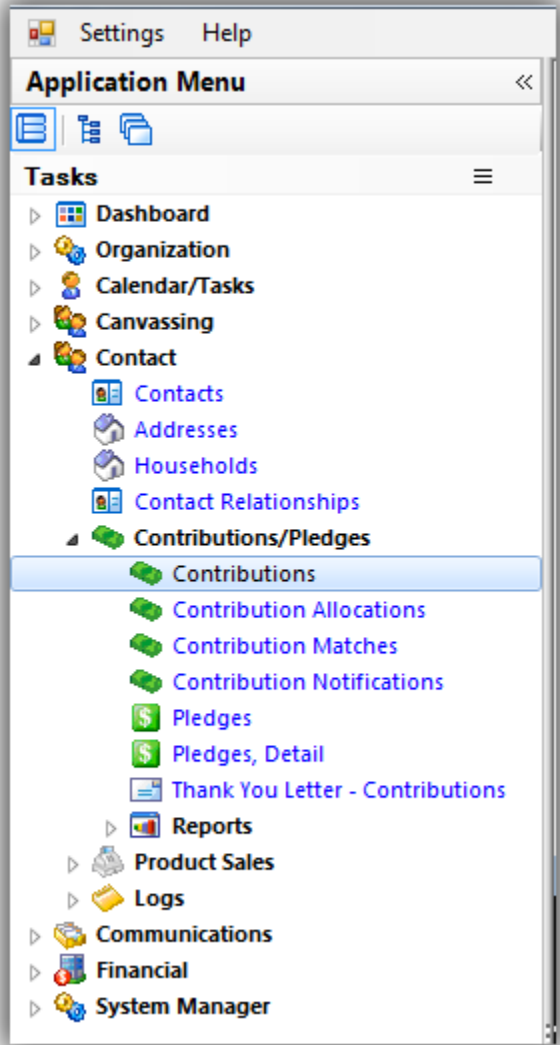 Settings Help
Application Menu
Tasks
Dashboard
Organization
Calendar/Tasks
Canvassing
Contact
Contacts
Addresses
Households
Contact Relationships
Contributions/Pledges
Contributions
Contribution Allocations
Contribution Matches
Contribution Notifications
Pledges
Pledges, Detail
Thank You Letter - Contributions
Reports
Product Sales
Logs
Communications
Financial
System Manager